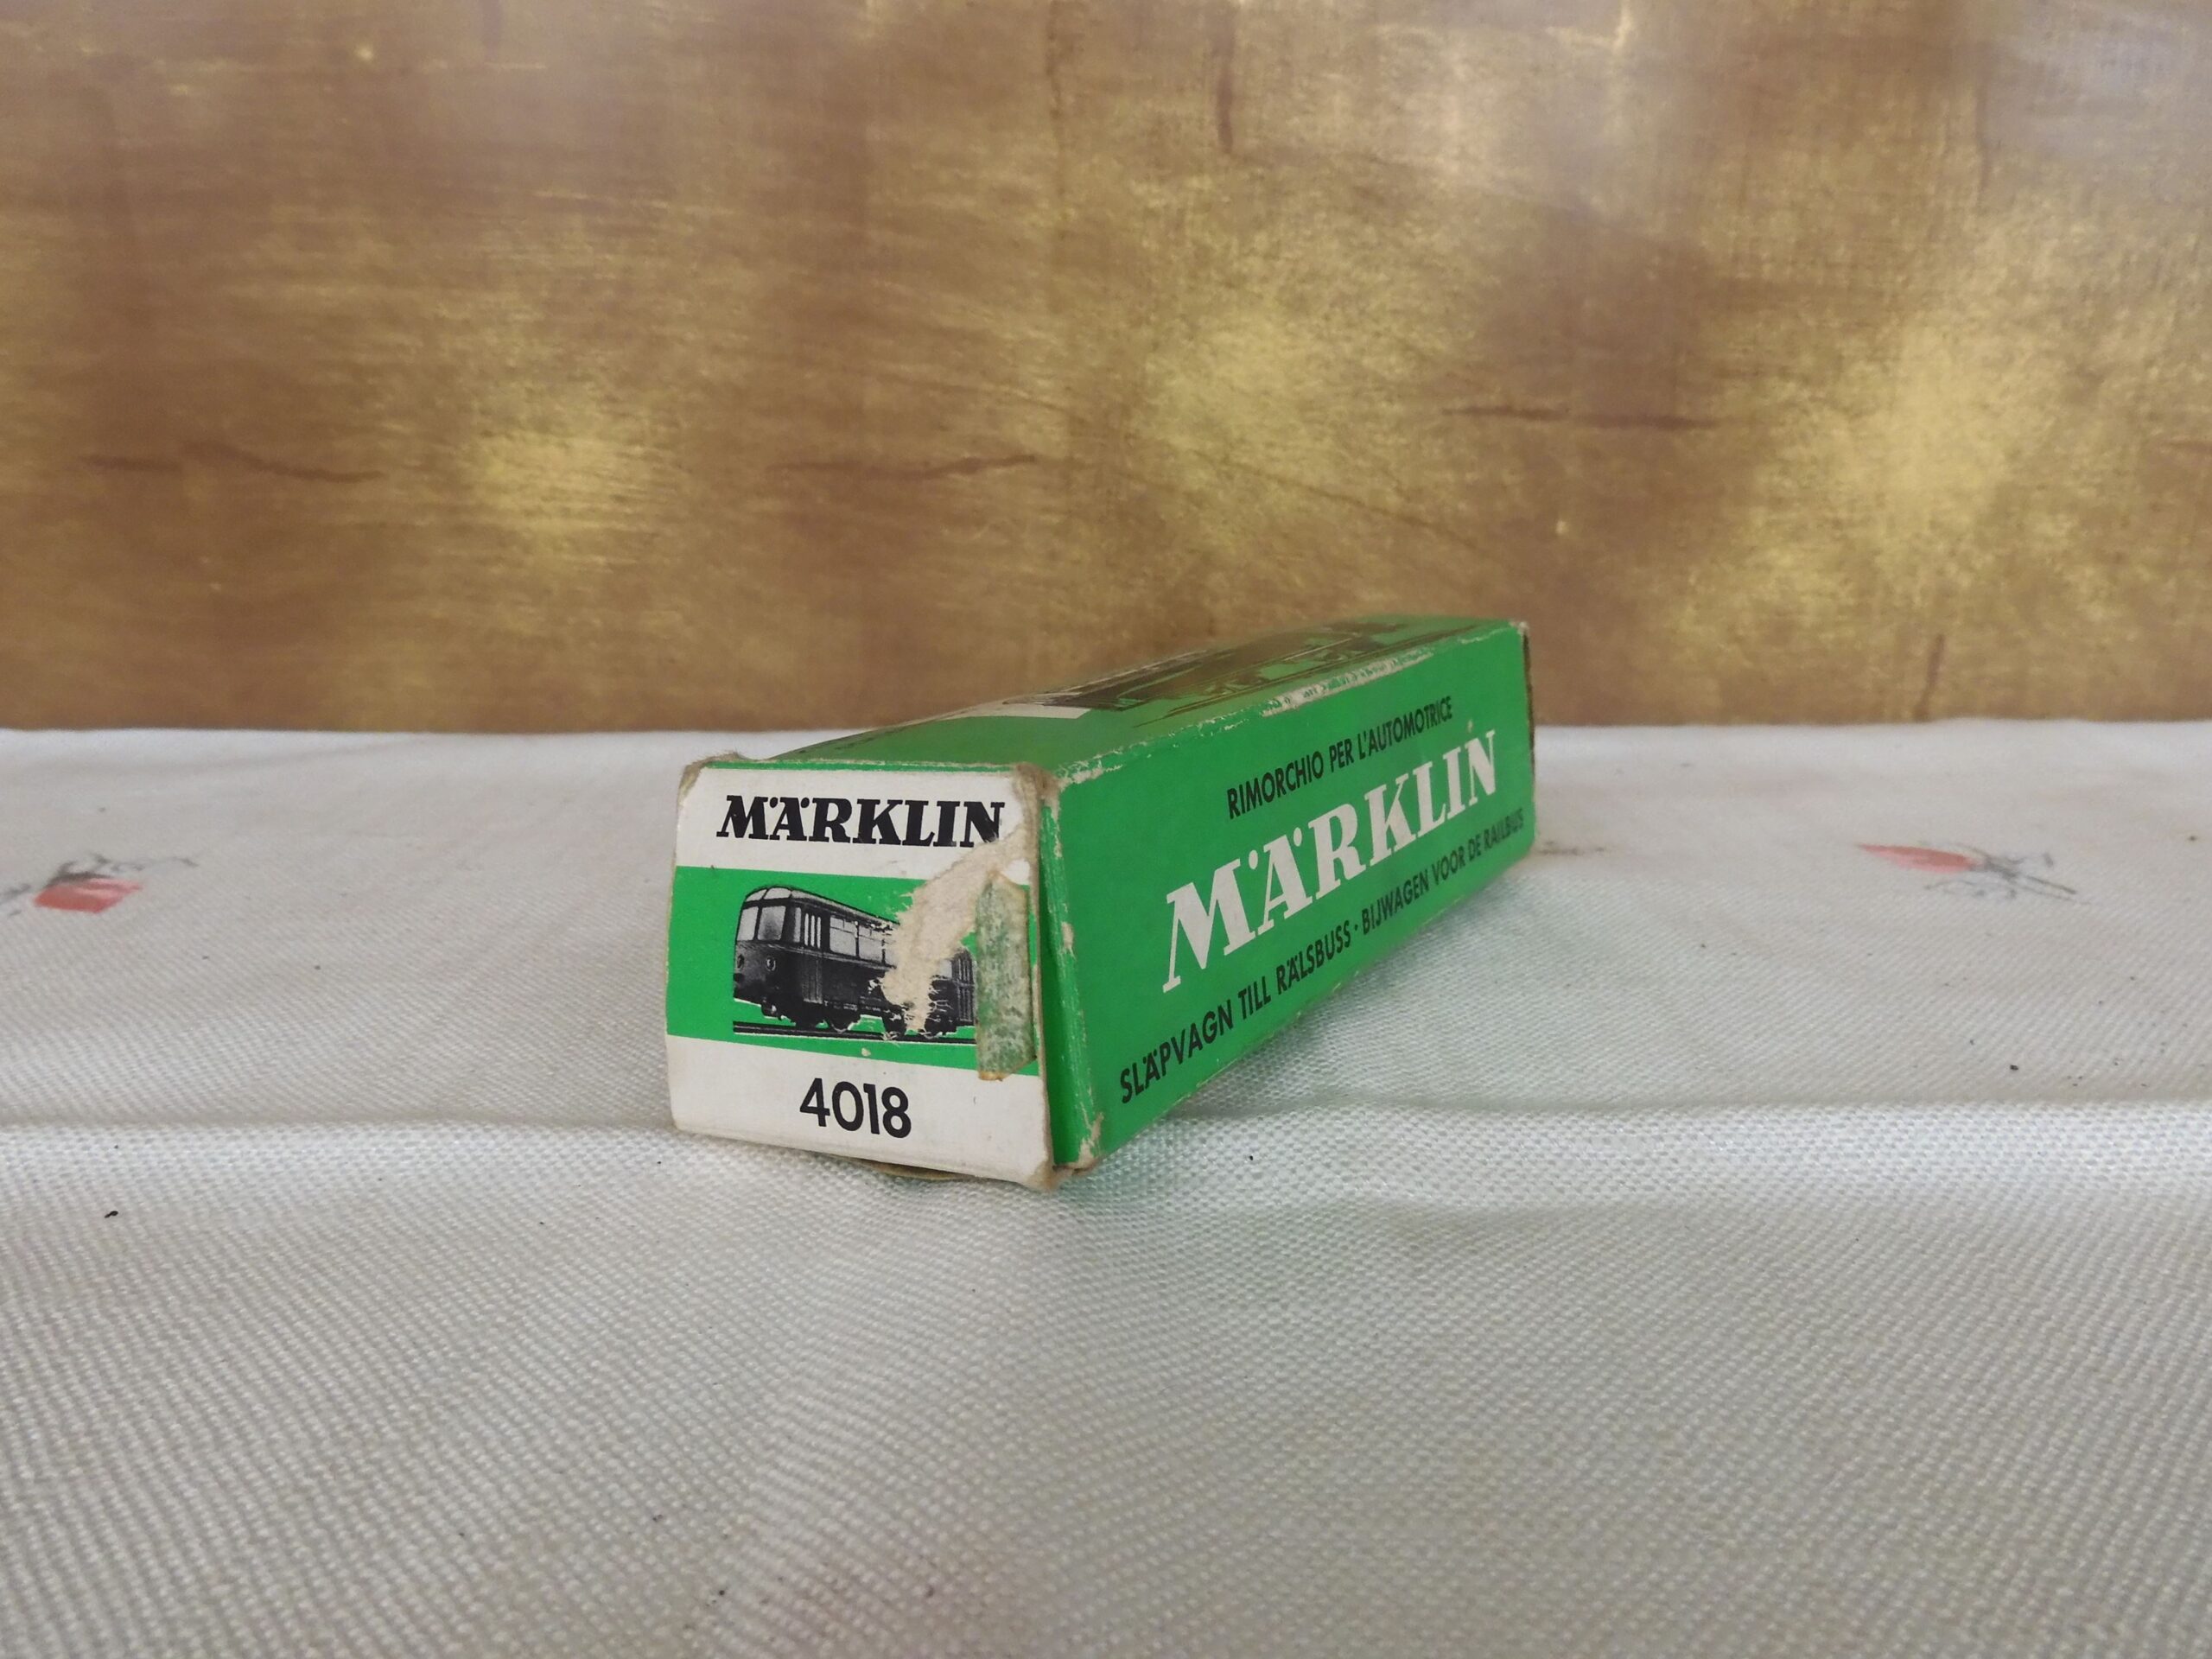 MÄRKLIN
4018
RIMORCHIO PER L'AUTOMOTRICE
MÄRKLIN
SLÄPVAGN TILL RÄLSBUSS · BIJWAGEN VOOR DE RAILBUS